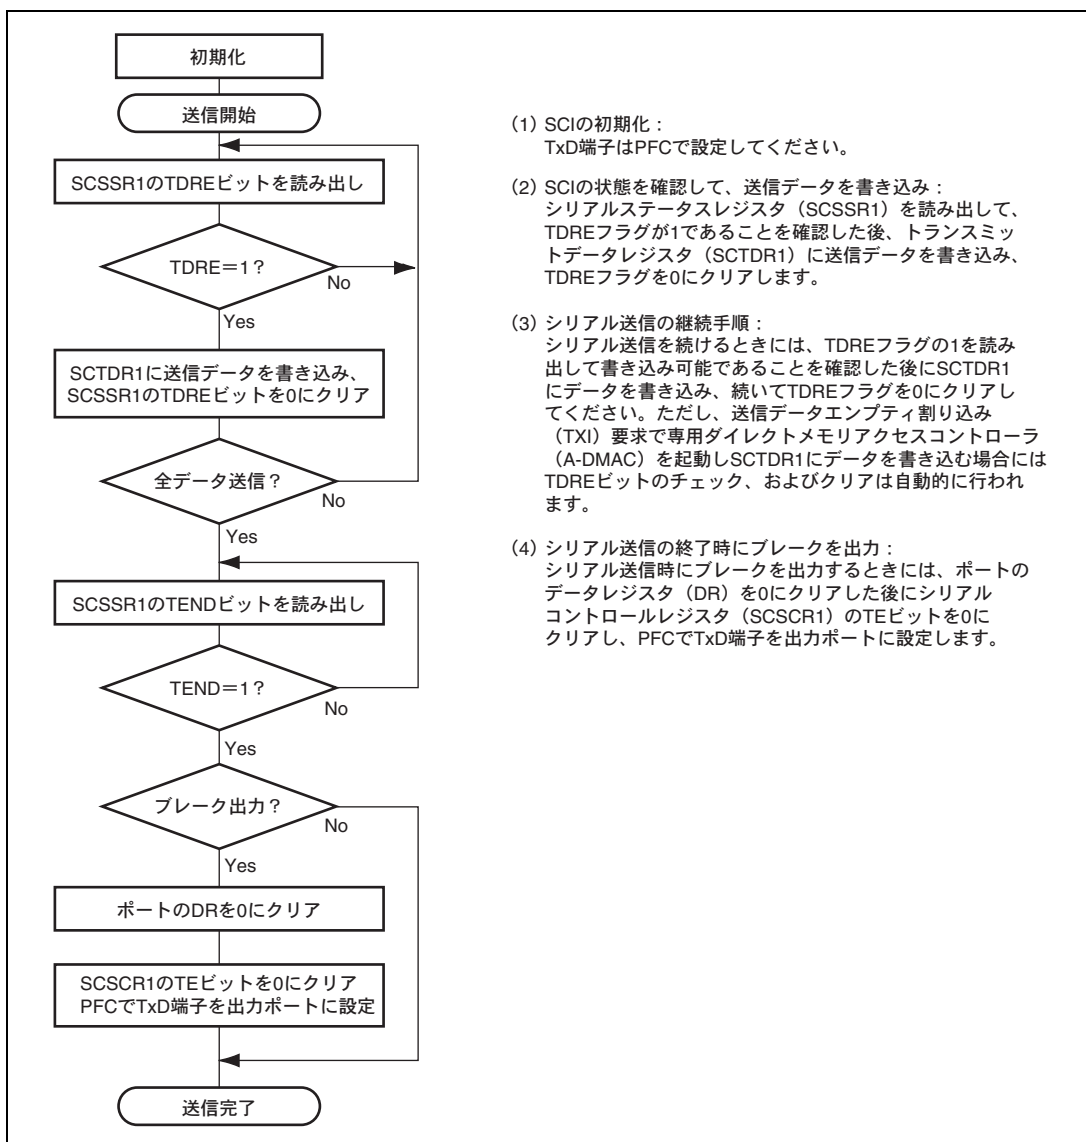 初期化
送信開始
SCSSR1のTDREビットを読み出し
TDRE＝1？
No
Yes
SCTDR1に送信データを書き込み、
SCSSR1のTDREビットを0にクリア
全データ送信？
No
Yes
SCSSR1のTENDビットを読み出し
TEND＝1？
No
Yes
ブレーク出力？
No
Yes
ポートのDRを0にクリア
SCSCR1のTEビットを0にクリア
PFCでTxD端子を出力ポートに設定
送信完了
(1) SCIの初期化：
TxD端子はPFCで設定してください。
(2) SCIの状態を確認して、送信データを書き込み：
シリアルステータスレジスタ（SCSSR1）を読み出して、
TDREフラグが1であることを確認した後、トランスミッ
トデータレジスタ（SCTDR1）に送信データを書き込み、
TDREフラグを0にクリアします。
(3) シリアル送信の継続手順：
シリアル送信を続けるときには、TDREフラグの1を読み
出して書き込み可能であることを確認した後にSCTDR1
にデータを書き込み、続いてTDREフラグを0にクリアし
てください。ただし、送信データエンプティ割り込み
（TXI）要求で専用ダイレクトメモリアクセスコントローラ
（A-DMAC）を起動しSCTDR1にデータを書き込む場合には
TDREビットのチェック、およびクリアは自動的に行われ
ます。
(4) シリアル送信の終了時にブレークを出力：
シリアル送信時にブレークを出力するときには、ポートの
データレジスタ（DR）を0にクリアした後にシリアル
コントロールレジスタ（SCSCR1）のTEビットを0に
クリアし、PFCでTxD端子を出力ポートに設定します。